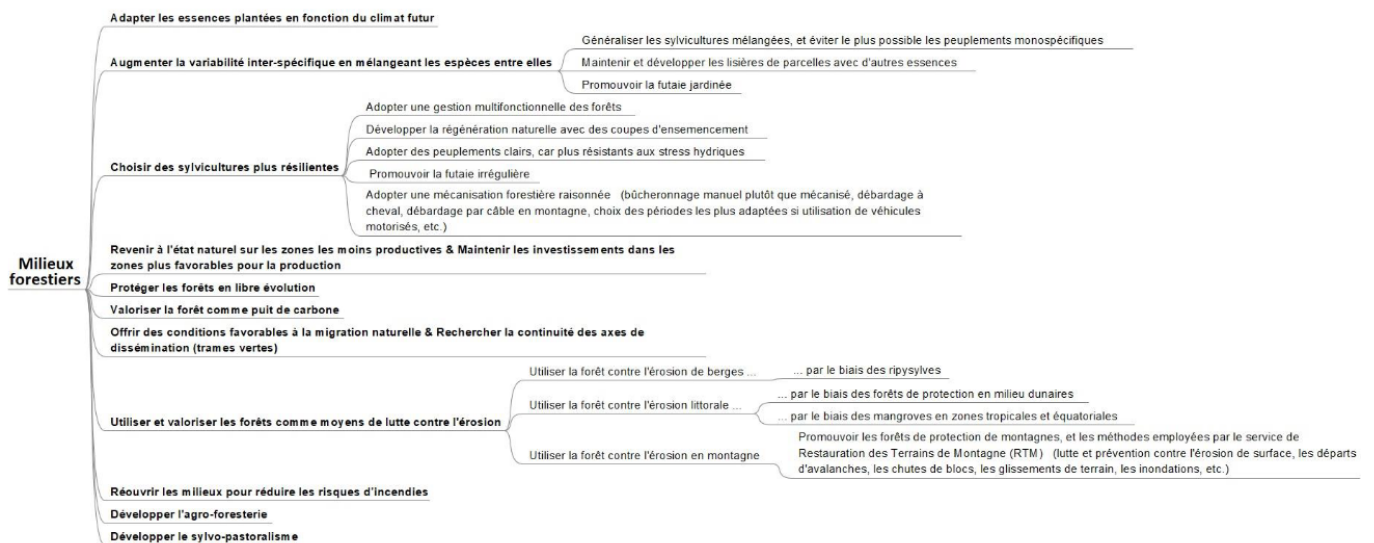 Adapter les essences plantées en fonction du climat futur
Augmenter la variabilité inter-spécifique en mélangeant les espèces entre elles
Généraliser les sylvicultures mélangées, et éviter le plus possible les peuplements monospécifiques
Maintenir et développer les lisières de parcelles avec d'autres essences
Promouvoir la futaie jardinée
Choisir des sylvicultures plus résilientes
Adopter une gestion multifonctionnelle des forêts
Développer la régénération naturelle avec des coupes d'ensemencement
Adopter des peuplements clairs, car plus résistants aux stress hydriques
Promouvoir la futaie irrégulière
Adopter une mécanisation forestière raisonnée (bûcheronnage manuel plutôt que mécanisé, débardage à
cheval, débardage par câble en montagne, choix des périodes les plus adaptées si utilisation de véhicules
motorisés, etc.)
Milieux
forestiers
Revenir à l'état naturel sur les zones les moins productives & Maintenir les investissements dans les
zones plus favorables pour la production
Protéger les forêts en libre évolution
Valoriser la forêt comme puit de carbone
Offrir des conditions favorables à la migration naturelle & Rechercher la continuité des axes de
dissémination (trames vertes)
Utiliser et valoriser les forêts comme moyens de lutte contre l'érosion
Utiliser la forêt contre l'érosion de berges ...
... par le biais des ripysylves
Utiliser la forêt contre l'érosion littorale ...
... par le biais des forêts de protection en milieu dunaires
... par le biais des mangroves en zones tropicales et équatoriales
Utiliser la forêt contre l'érosion en montagne
Promouvoir les forêts de protection de montagnes, et les méthodes employées par le service de
Restauration des Terrains de Montagne (RTM) (lutte et prévention contre l'érosion de surface, les départs
d'avalanches, les chutes de blocs, les glissements de terrain, les inondations, etc.)
Réouvrir les milieux pour réduire les risques d'incendies
Développer l'agro-foresterie
Développer le sylvo-pastoralisme